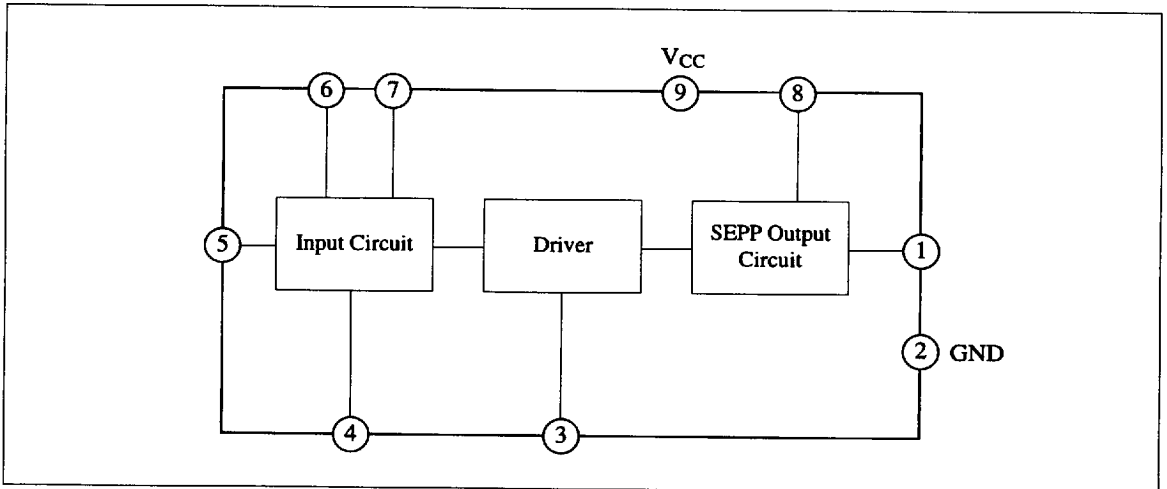 VCC
6
7
9
8
Input Circuit
Driver
SEPP Output
Circuit
5
1
2
GND
4
3